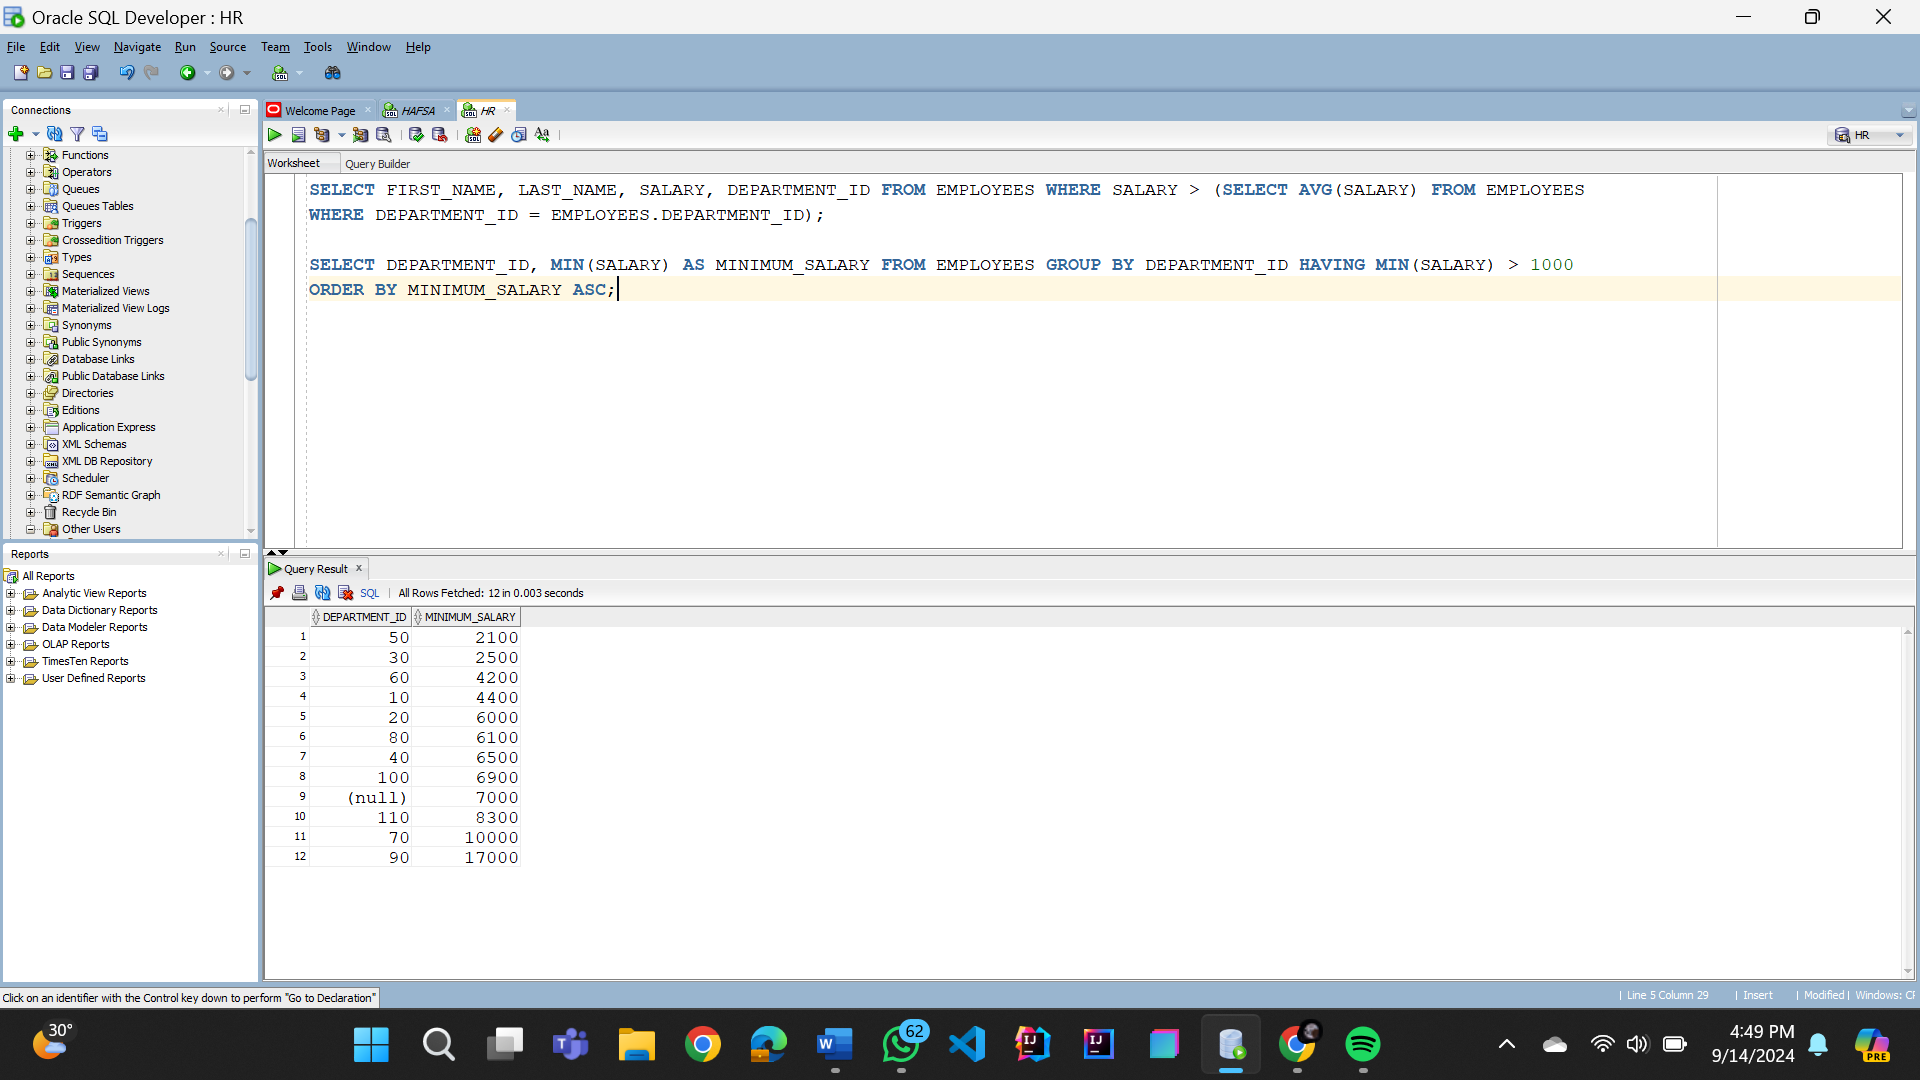 Oracle SQL Developer : HR
File Edit View Navigate Run Source Team Tools Window Help
Connections
Functions
Operators
Queues
Queues Tables
Triggers
Crossedition Triggers
Types
Sequences
Materialized Views
Materialized View Logs
Synonyms
Public Synonyms
Database Links
Public Database Links
Directories
Editions
Application Express
XML Schemas
XML DB Repository
Scheduler
RDF Semantic Graph
Recycle Bin
Other Users
Reports
All Reports
Analytic View Reports
Data Dictionary Reports
Data Modeler Reports
OLAP Reports
TimesTen Reports
User Defined Reports
Welcome Page HAFSA HR
HR
Worksheet Query Builder
SELECT FIRST_NAME, LAST_NAME, SALARY, DEPARTMENT_ID FROM EMPLOYEES WHERE SALARY > (SELECT AVG(SALARY) FROM EMPLOYEES
WHERE DEPARTMENT_ID = EMPLOYEES.DEPARTMENT_ID);
SELECT DEPARTMENT_ID, MIN(SALARY) AS MINIMUM_SALARY FROM EMPLOYEES GROUP BY DEPARTMENT_ID HAVING MIN(SALARY) > 1000
ORDER BY MINIMUM_SALARY ASC;
Query Result
SQL | All Rows Fetched: 12 in 0.003 seconds
DEPARTMENT_ID MINIMUM_SALARY
1 50 2100
2 30 2500
3 60 4200
4 10 4400
5 20 6000
6 80 6100
7 40 6500
8 100 6900
9 (null) 7000
10 110 8300
11 70 10000
12 90 17000
Click on an identifier with the Control key down to perform "Go to Declaration"
| Line 5 Column 29 | Insert | Modified | Windows: CF
30°
62
4:49 PM
9/14/2024
PRE